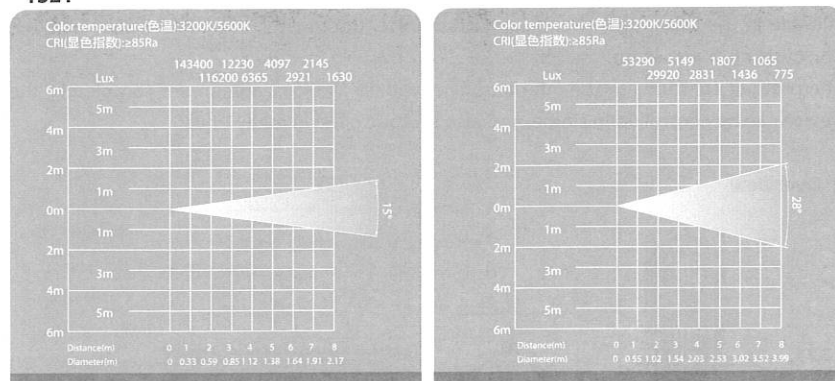 Color temperature(色温):3200K/5600K
CRI(显色指数):≥85Ra
143400 12230 4097 2145
Lux 116200 6365 2921 1630
6m
5m
4m
3m
2m
1m
0m
1m
2m
3m
4m
5m
6m
15°
Distance(m) 0 1 2 3 4 5 6 7 8
Diameter(m) 0 0.33 0.59 0.85 1.12 1.38 1.64 1.91 2.17
Color temperature(色温):3200K/5600K
CRI(显色指数):≥85Ra
53290 5149 1807 1065
Lux 29920 2831 1436 775
6m
5m
4m
3m
2m
1m
0m
1m
2m
3m
4m
5m
6m
28°
Distance(m) 0 1 2 3 4 5 6 7 8
Diameter(m) 0 0.55 1.02 1.54 2.03 2.53 3.02 3.52 3.99